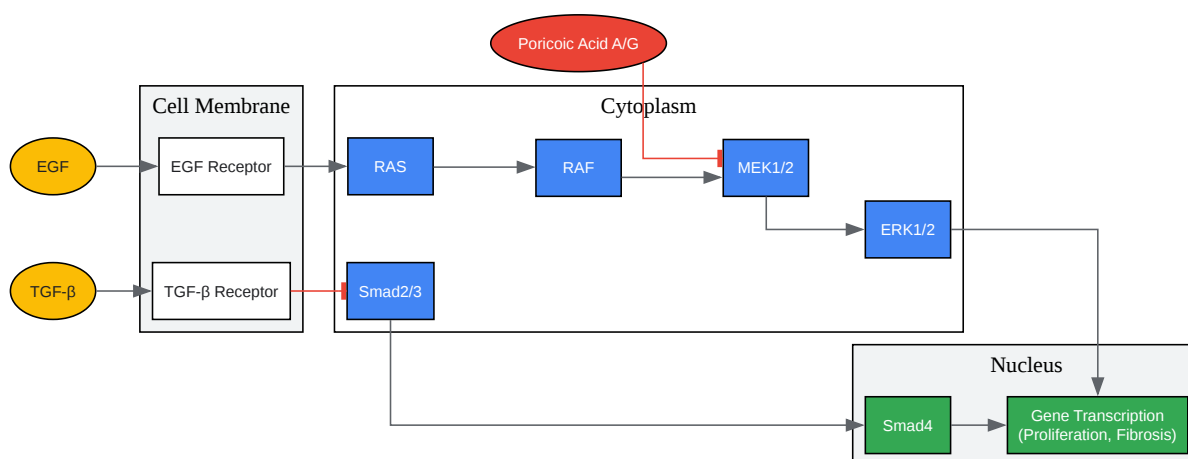 Poricoic Acid A/G
Cell Membrane
Cytoplasm
EGF
EGF Receptor
RAS
RAF
MEK1/2
ERK1/2
TGF-β
TGF-β Receptor
Smad2/3
Nucleus
Smad4
Gene Transcription
(Proliferation, Fibrosis)